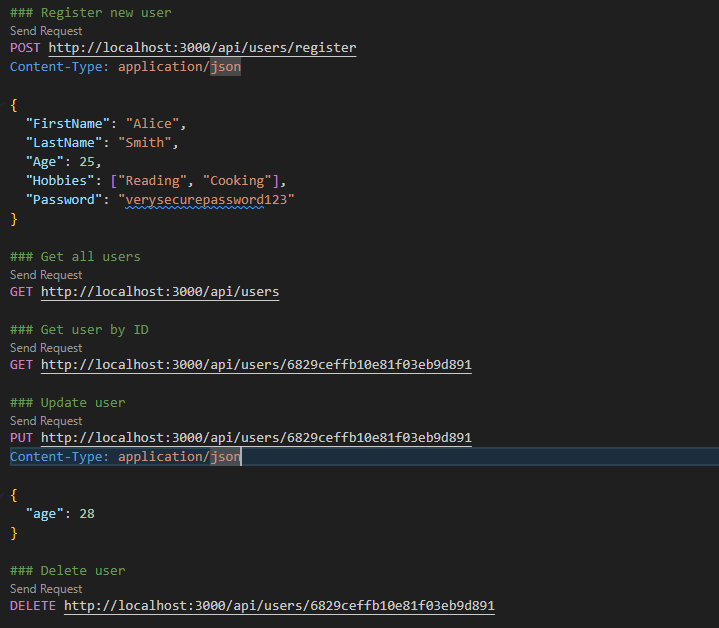 ### Register new user
Send Request
POST http://localhost:3000/api/users/register
Content-Type: application/json
{
"FirstName": "Alice",
"LastName": "Smith",
"Age": 25,
"Hobbies": ["Reading", "Cooking"],
"Password": "verysecurepassword123"
}
### Get all users
Send Request
GET http://localhost:3000/api/users
### Get user by ID
Send Request
GET http://localhost:3000/api/users/6829ceffb10e81f03eb9d891
### Update user
Send Request
PUT http://localhost:3000/api/users/6829ceffb10e81f03eb9d891
Content-Type: application/json
{
"age": 28
}
### Delete user
Send Request
DELETE http://localhost:3000/api/users/6829ceffb10e81f03eb9d891